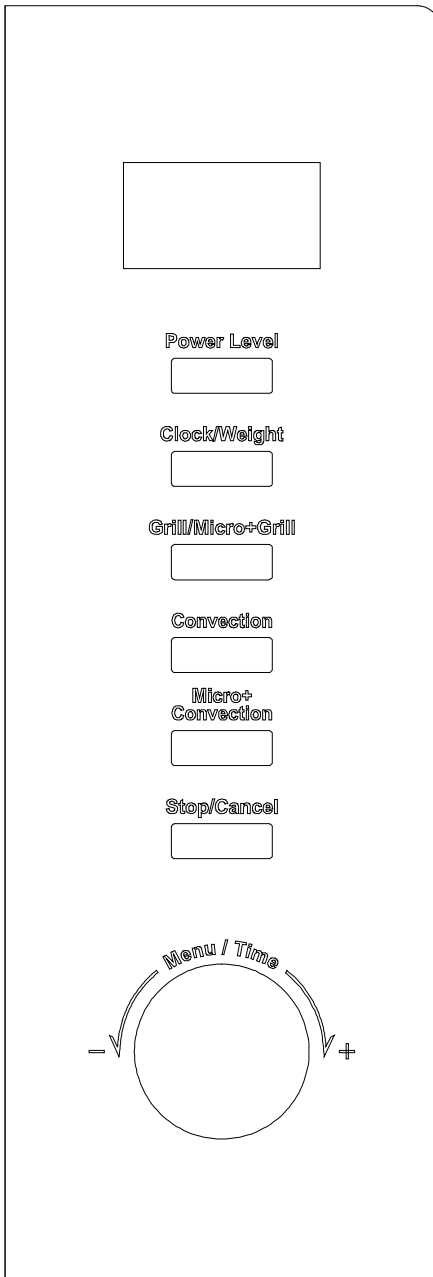 Power Level
Clock/Weight
Grill/Micro+Grill
Convection
Micro+
Convection
Stop/Cancel
Menu / Time
- +